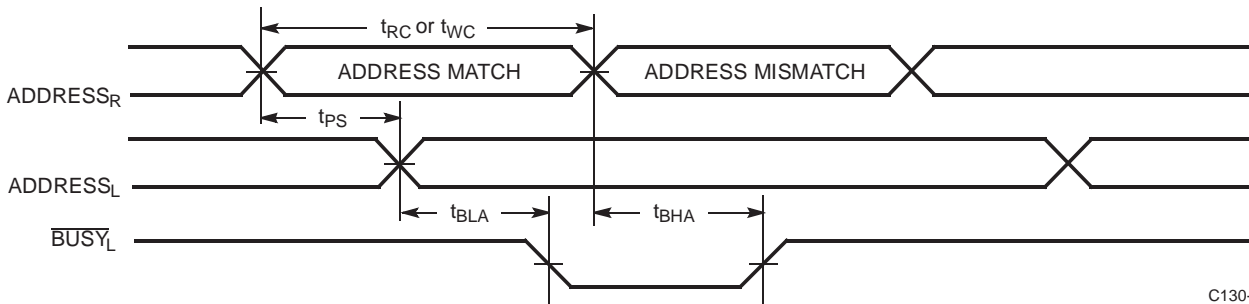 tRC or tWC
ADDRESS MATCH
ADDRESS MISMATCH
ADDRESSR
tPS
ADDRESSL
tBLA
tBHA
BUSYL
C130-